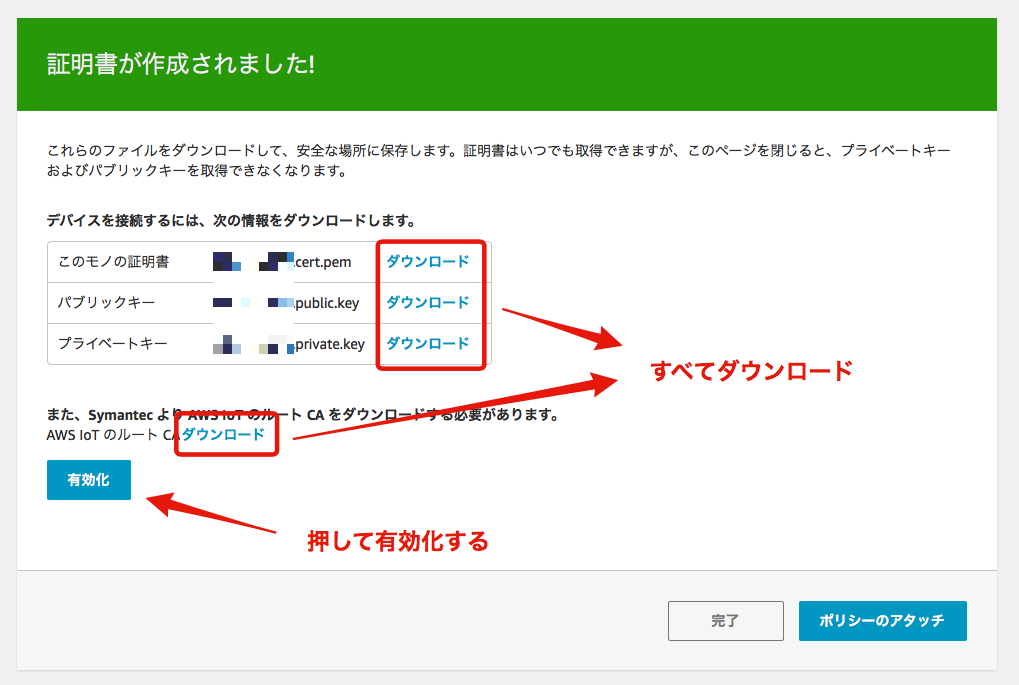 証明書が作成されました!
これらのファイルをダウンロードして、安全な場所に保存します。証明書はいつでも取得できますが、このページを閉じると、プライベートキー
およびパブリックキーを取得できなくなります。
デバイスを接続するには、次の情報をダウンロードします。
このモノの証明書 .cert.pem ダウンロード
パブリックキー .public.key ダウンロード
プライベートキー .private.key ダウンロード
すべてダウンロード
また、Symantec より AWS IoT のルート CA をダウンロードする必要があります。
AWS IoT のルート CA ダウンロード
有効化
押して有効化する
完了
ポリシーのアタッチ